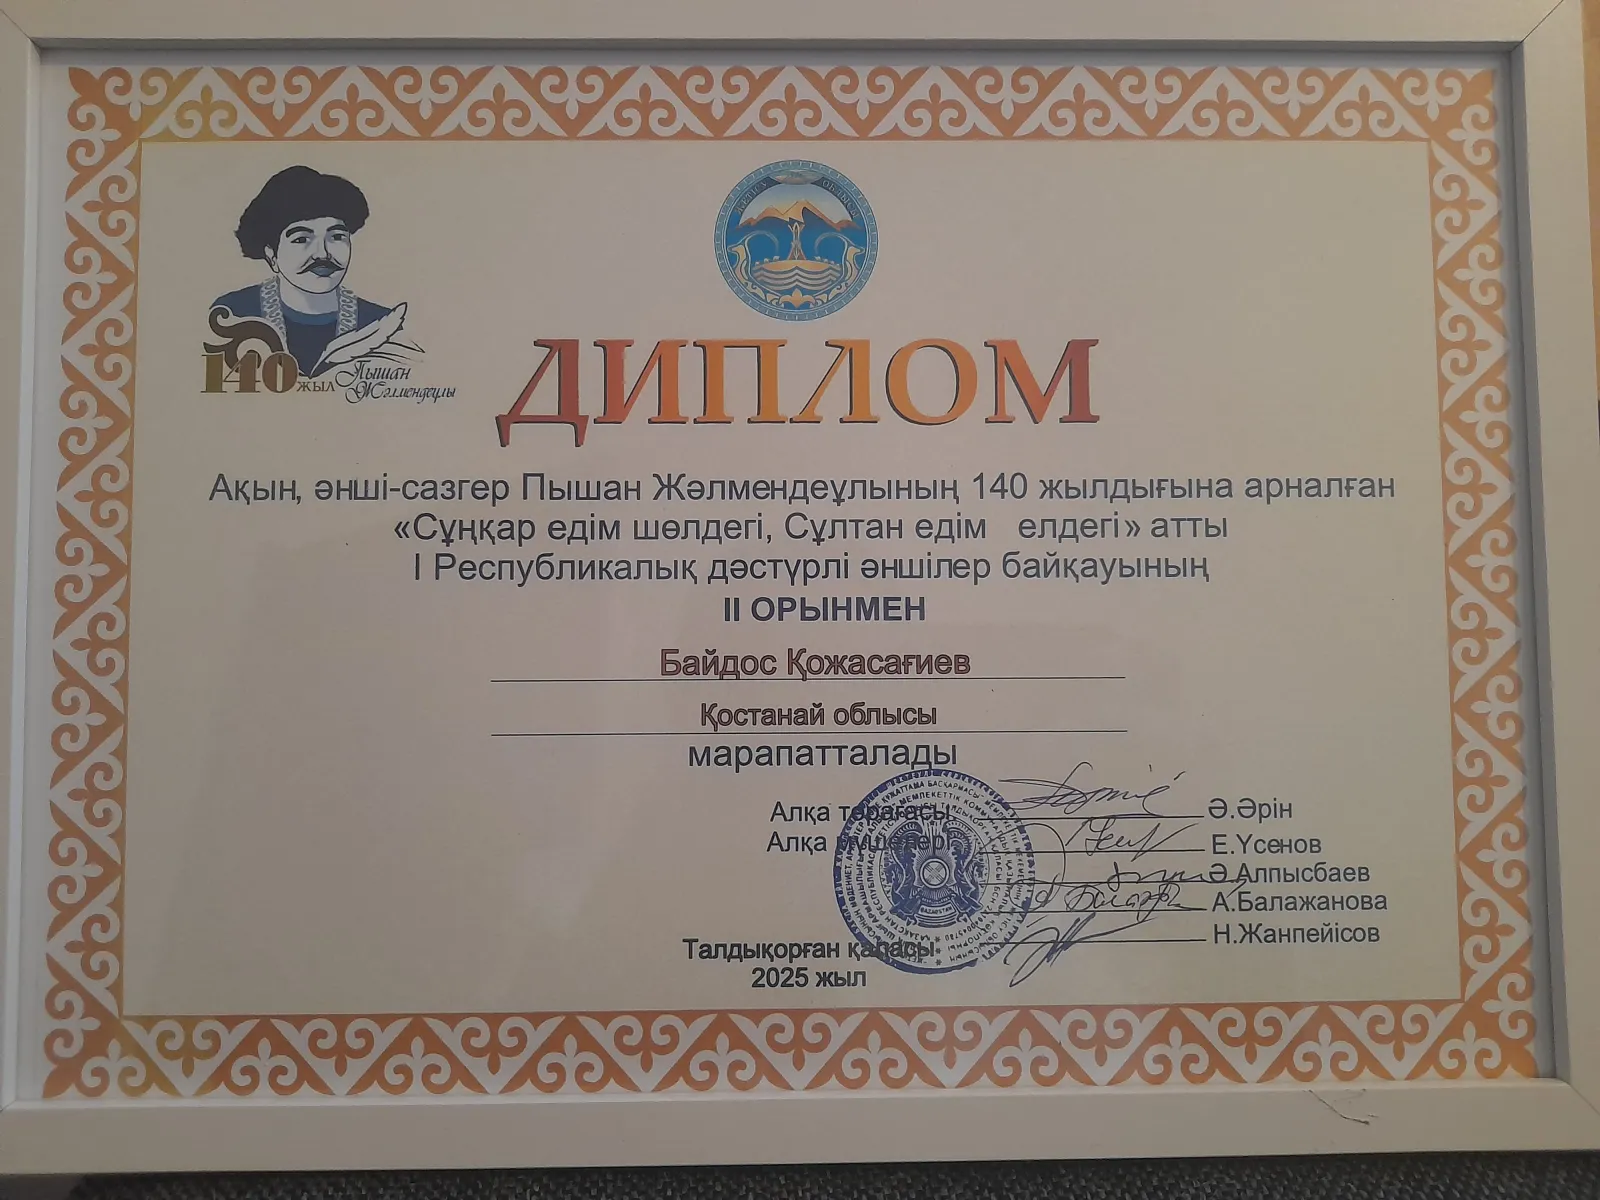 140 жыл Пышан
Жәлмендеұлы
ДИПЛОМ
Ақын, әнші-сазгер Пышан Жәлмендеұлының 140 жылдығына арналған
«Сұңқар едім шөлдегі, Сұлтан едім елдегі» атты
І Республикалық дәстүрлі әншілер байқауының
ІІ ОРЫНМЕН
Байдос Қожасағиев
Қостанай облысы
марапатталады
Алқа төрағасы Ә.Әрін
Алқа мүшелері Е.Үсенов
Ә.Алпысбаев
А.Балажанова
Н.Жанпейісов
Талдықорған қаласы
2025 жыл